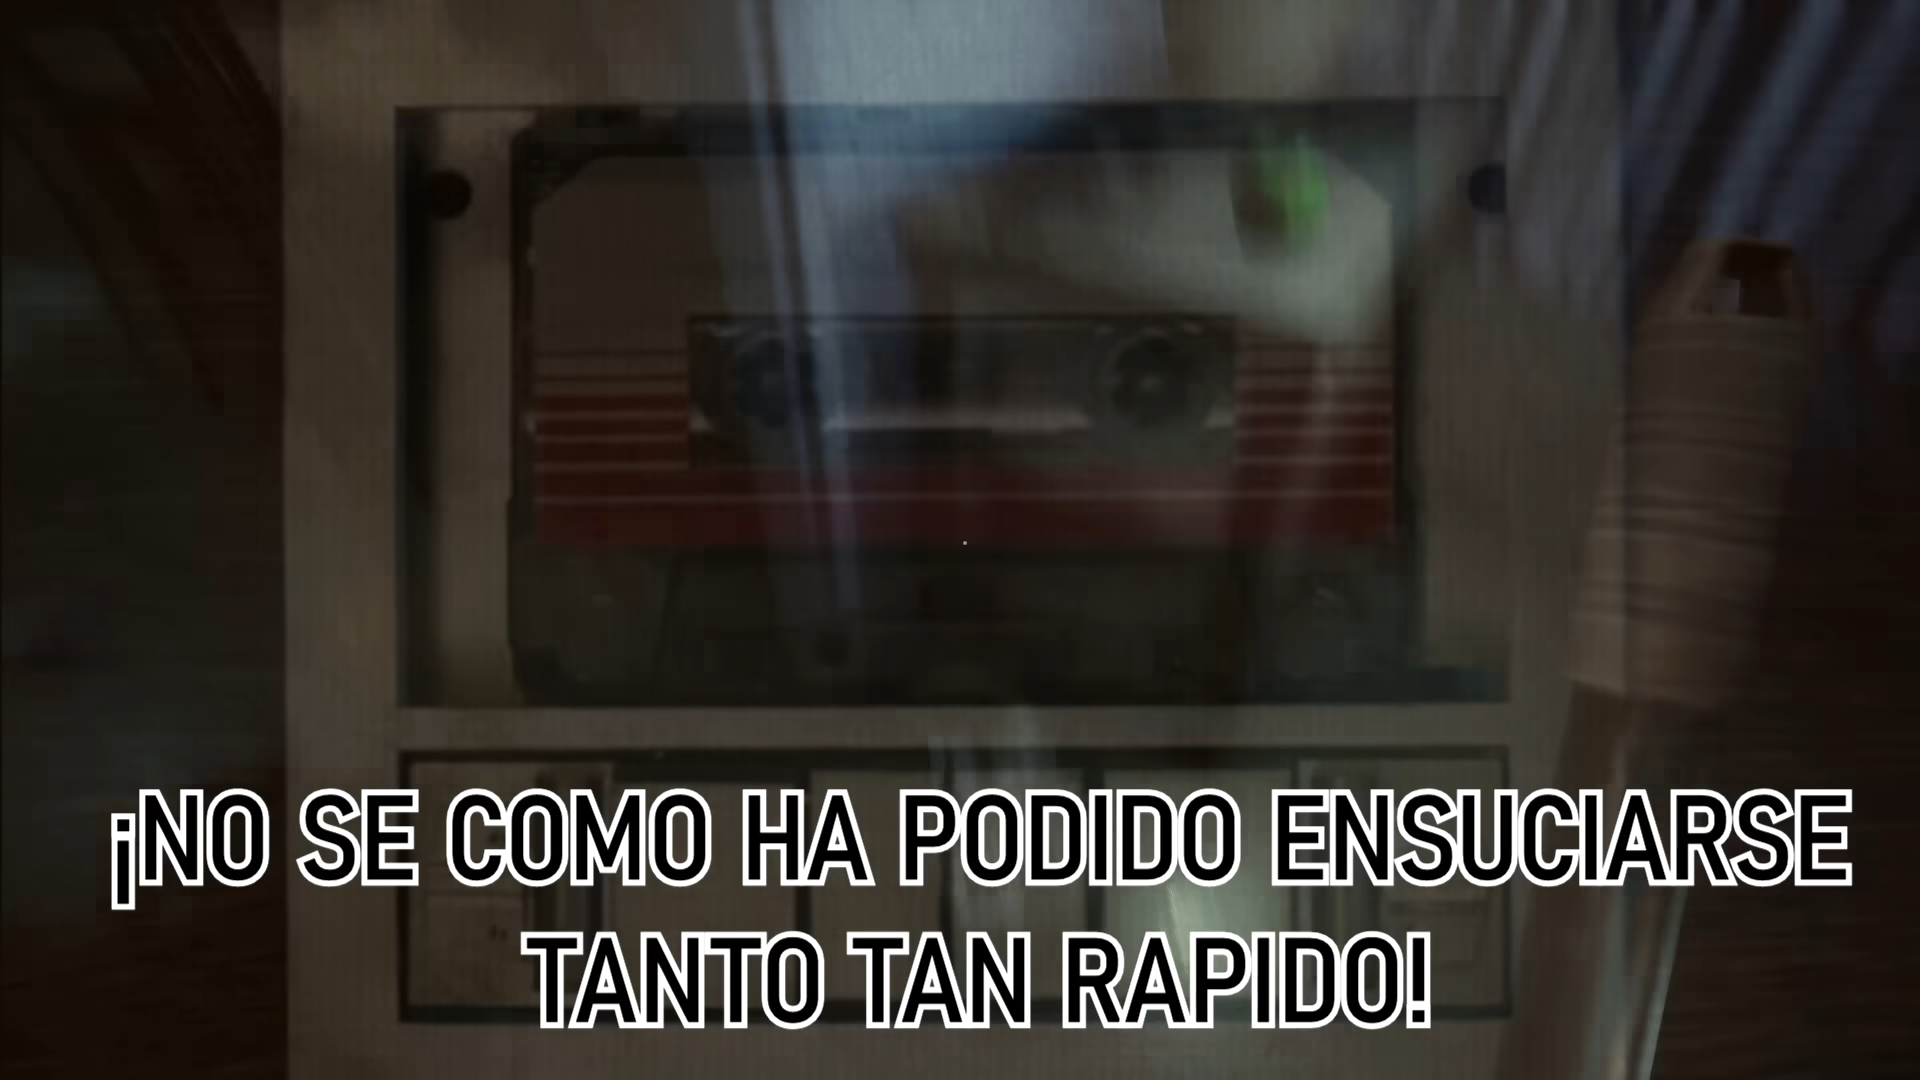 ¡NO SE COMO HA PODIDO ENSUCIARSE
TANTO TAN RAPIDO!